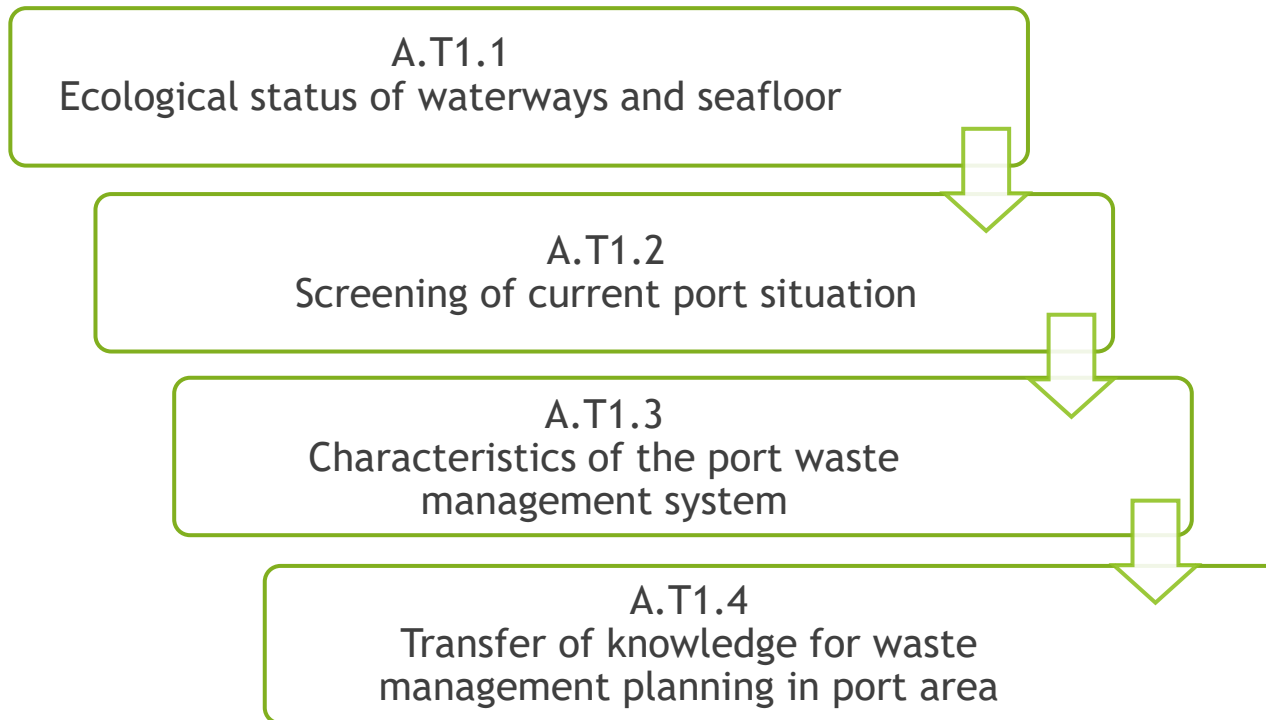 A.T1.1
Ecological status of waterways and seafloor
A.T1.2
Screening of current port situation
A.T1.3
Characteristics of the port waste
management system
A.T1.4
Transfer of knowledge for waste
management planning in port area